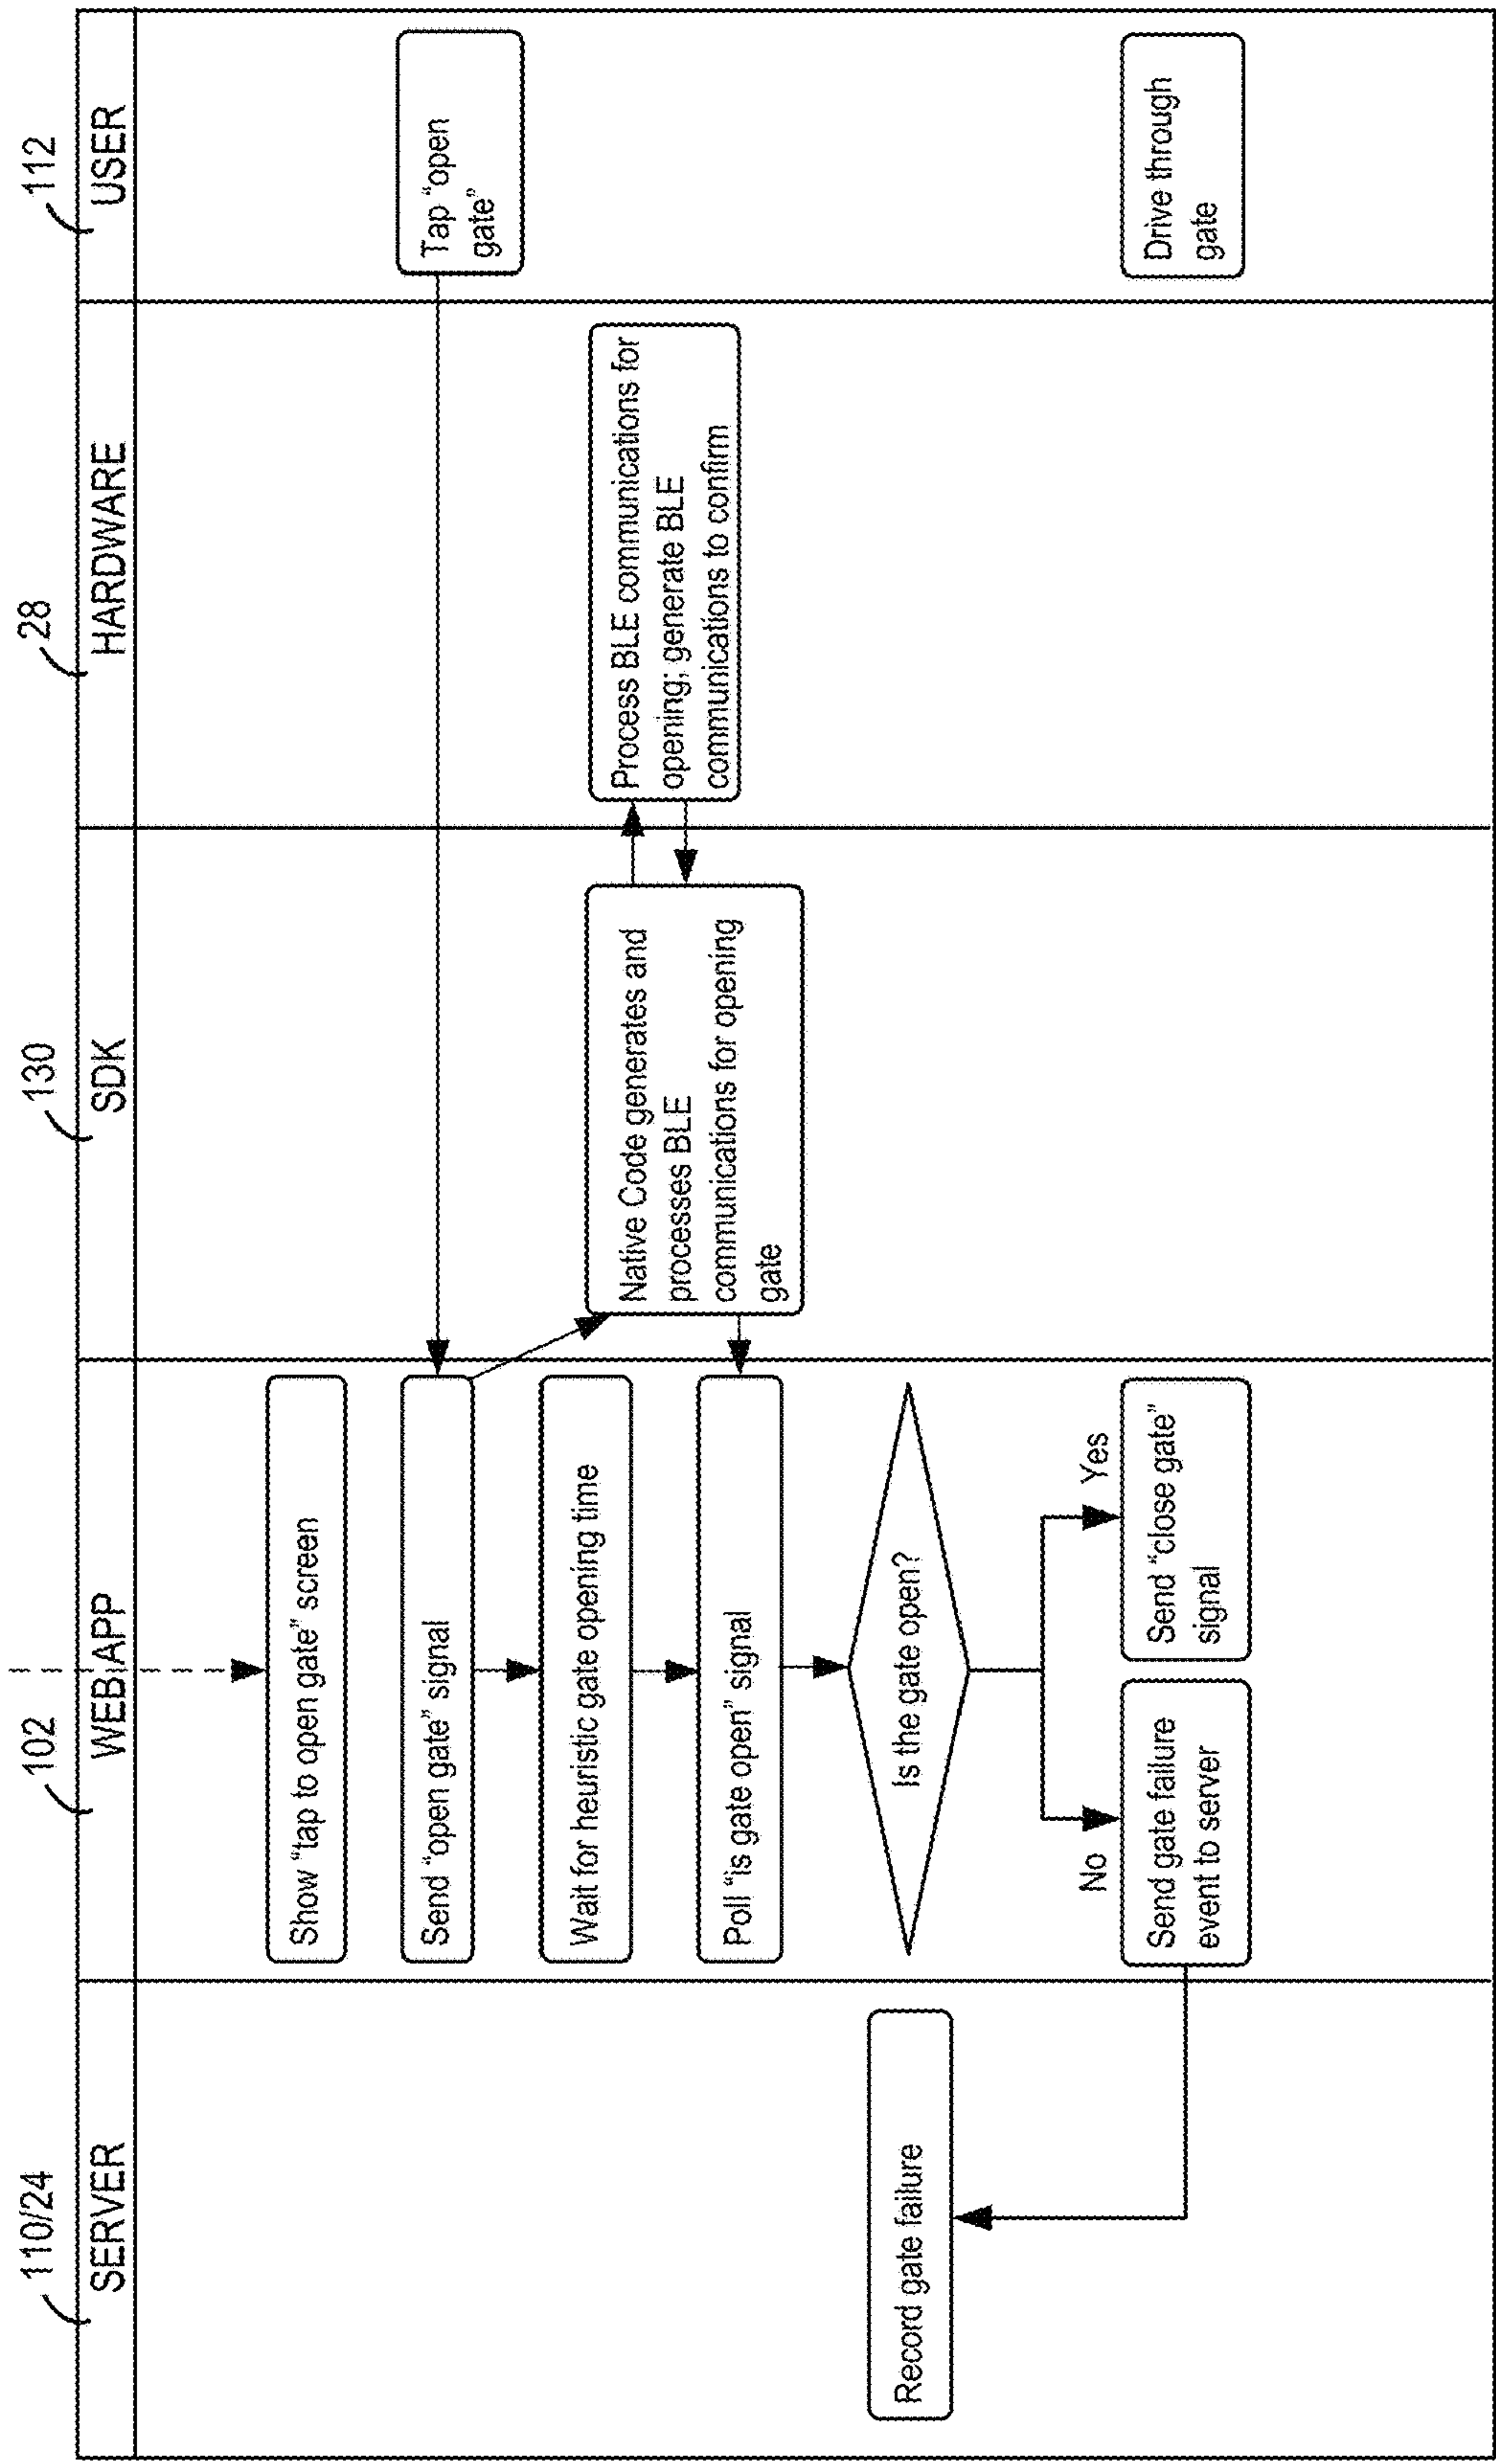 110/24
SERVER
102
WEB APP
130
SDK
28
HARDWARE
112
USER
Show “tap to open gate” screen
Tap “open
gate”
Send “open gate” signal
Wait for heuristic gate opening time
Native Code generates and
processes BLE
communications for opening
gate
Process BLE communications for
opening; generate BLE
communications to confirm
Poll “is gate open” signal
Is the gate open?
Record gate failure
No
Yes
Send gate failure
event to server
Send “close gate”
signal
Drive through
gate